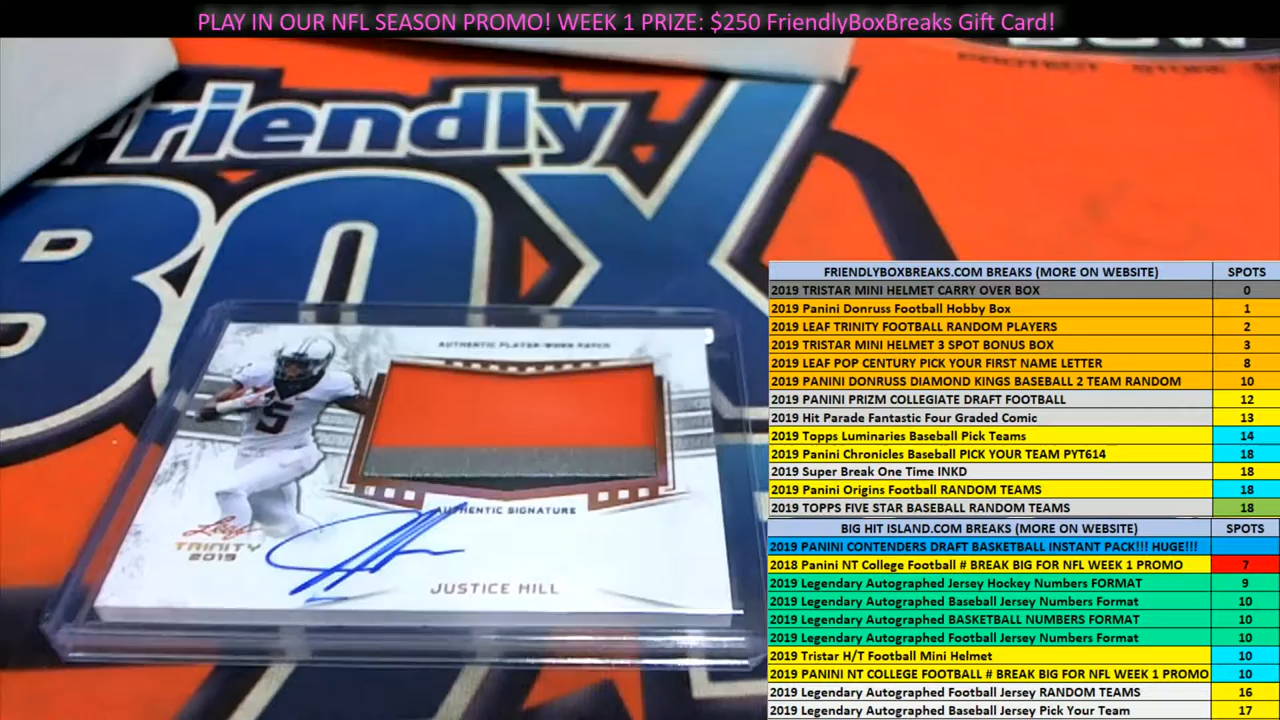 PLAY IN OUR NFL SEASON PROMO! WEEK 1 PRIZE: $250 FriendlyBoxBreaks Gift Card!
Friendly
BOX
AUTHENTIC PLAYER-WORN PATCH
5
AUTHENTIC SIGNATURE
Leaf
TRINITY
2019
JUSTICE HILL
FRIENDLYBOXBREAKS.COM BREAKS (MORE ON WEBSITE) SPOTS
2019 TRISTAR MINI HELMET CARRY OVER BOX 0
2019 Panini Donruss Football Hobby Box 1
2019 LEAF TRINITY FOOTBALL RANDOM PLAYERS 2
2019 TRISTAR MINI HELMET 3 SPOT BONUS BOX 3
2019 LEAF POP CENTURY PICK YOUR FIRST NAME LETTER 8
2019 PANINI DONRUSS DIAMOND KINGS BASEBALL 2 TEAM RANDOM 10
2019 PANINI PRIZM COLLEGIATE DRAFT FOOTBALL 12
2019 Hit Parade Fantastic Four Graded Comic 13
2019 Topps Luminaries Baseball Pick Teams 14
2019 Panini Chronicles Baseball PICK YOUR TEAM PYT614 18
2019 Super Break One Time INKD 18
2019 Panini Origins Football RANDOM TEAMS 18
2019 TOPPS FIVE STAR BASEBALL RANDOM TEAMS 18
BIG HIT ISLAND.COM BREAKS (MORE ON WEBSITE) SPOTS
2019 PANINI CONTENDERS DRAFT BASKETBALL INSTANT PACK!!! HUGE!!!
2018 Panini NT College Football # BREAK BIG FOR NFL WEEK 1 PROMO 7
2019 Legendary Autographed Jersey Hockey Numbers FORMAT 9
2019 Legendary Autographed Baseball Jersey Numbers Format 10
2019 Legendary Autographed BASKETBALL NUMBERS FORMAT 10
2019 Legendary Autographed Football Jersey Numbers Format 10
2019 Tristar H/T Football Mini Helmet 10
2019 PANINI NT COLLEGE FOOTBALL # BREAK BIG FOR NFL WEEK 1 PROMO 10
2019 Legendary Autographed Football Jersey RANDOM TEAMS 16
2019 Legendary Autographed Baseball Jersey Pick Your Team 17